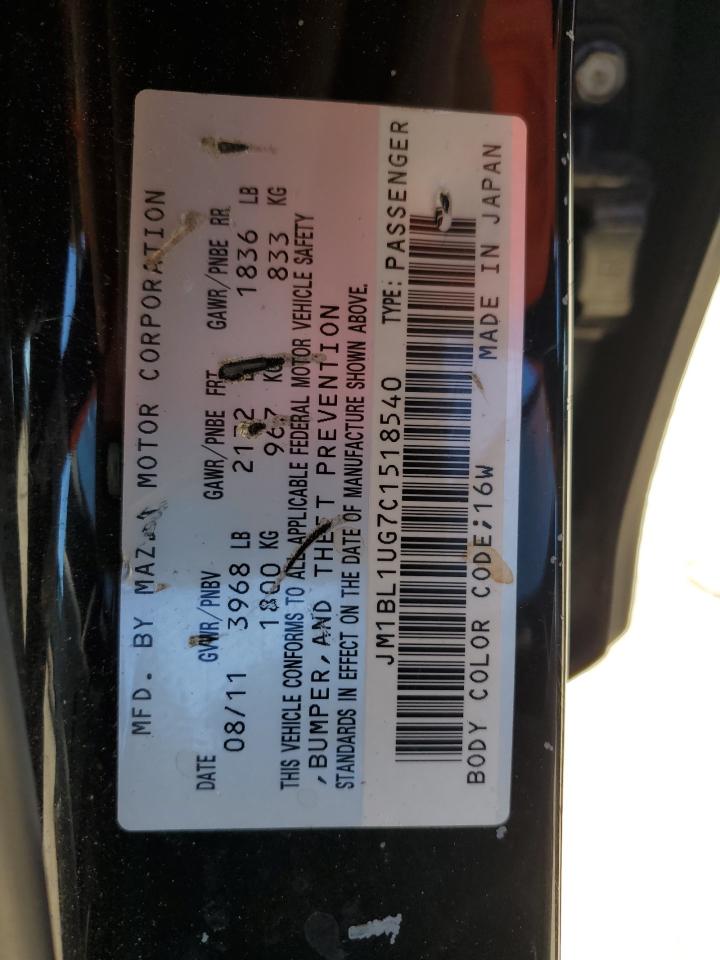 MFD. BY MAZDA MOTOR CORPORATION
DATE GVWR/PNBV GAWR/PNBE FRT GAWR/PNBE RR
08/11 3968 LB 2132 1836 LB
1800 KG 967 KG 833 KG
THIS VEHICLE CONFORMS TO ALL APPLICABLE FEDERAL MOTOR VEHICLE SAFETY
,BUMPER,AND THEFT PREVENTION
STANDARDS IN EFFECT ON THE DATE OF MANUFACTURE SHOWN ABOVE.
JM1BL1UG7C1518540 TYPE: PASSENGER
BODY COLOR CODE;16W MADE IN JAPAN